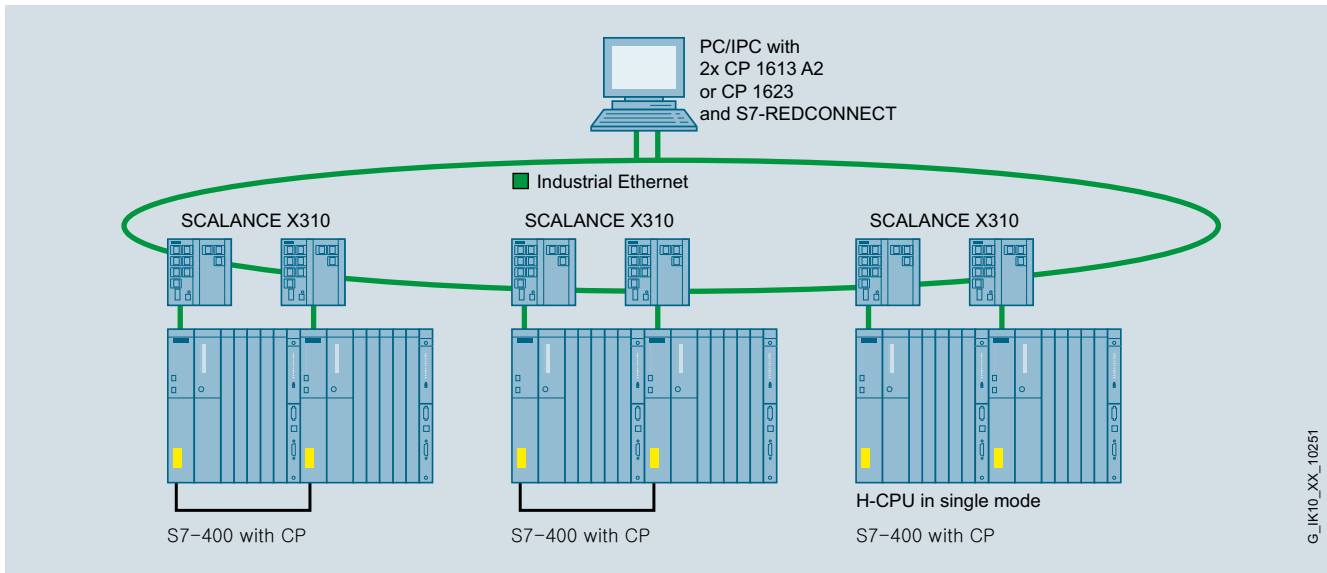 PC/IPC with
2x CP 1613 A2
or CP 1623
and S7-REDCONNECT
Industrial Ethernet
SCALANCE X310
SCALANCE X310
SCALANCE X310
H-CPU in single mode
S7-400 with CP
S7-400 with CP
S7-400 with CP
G_IK10_XX_10251